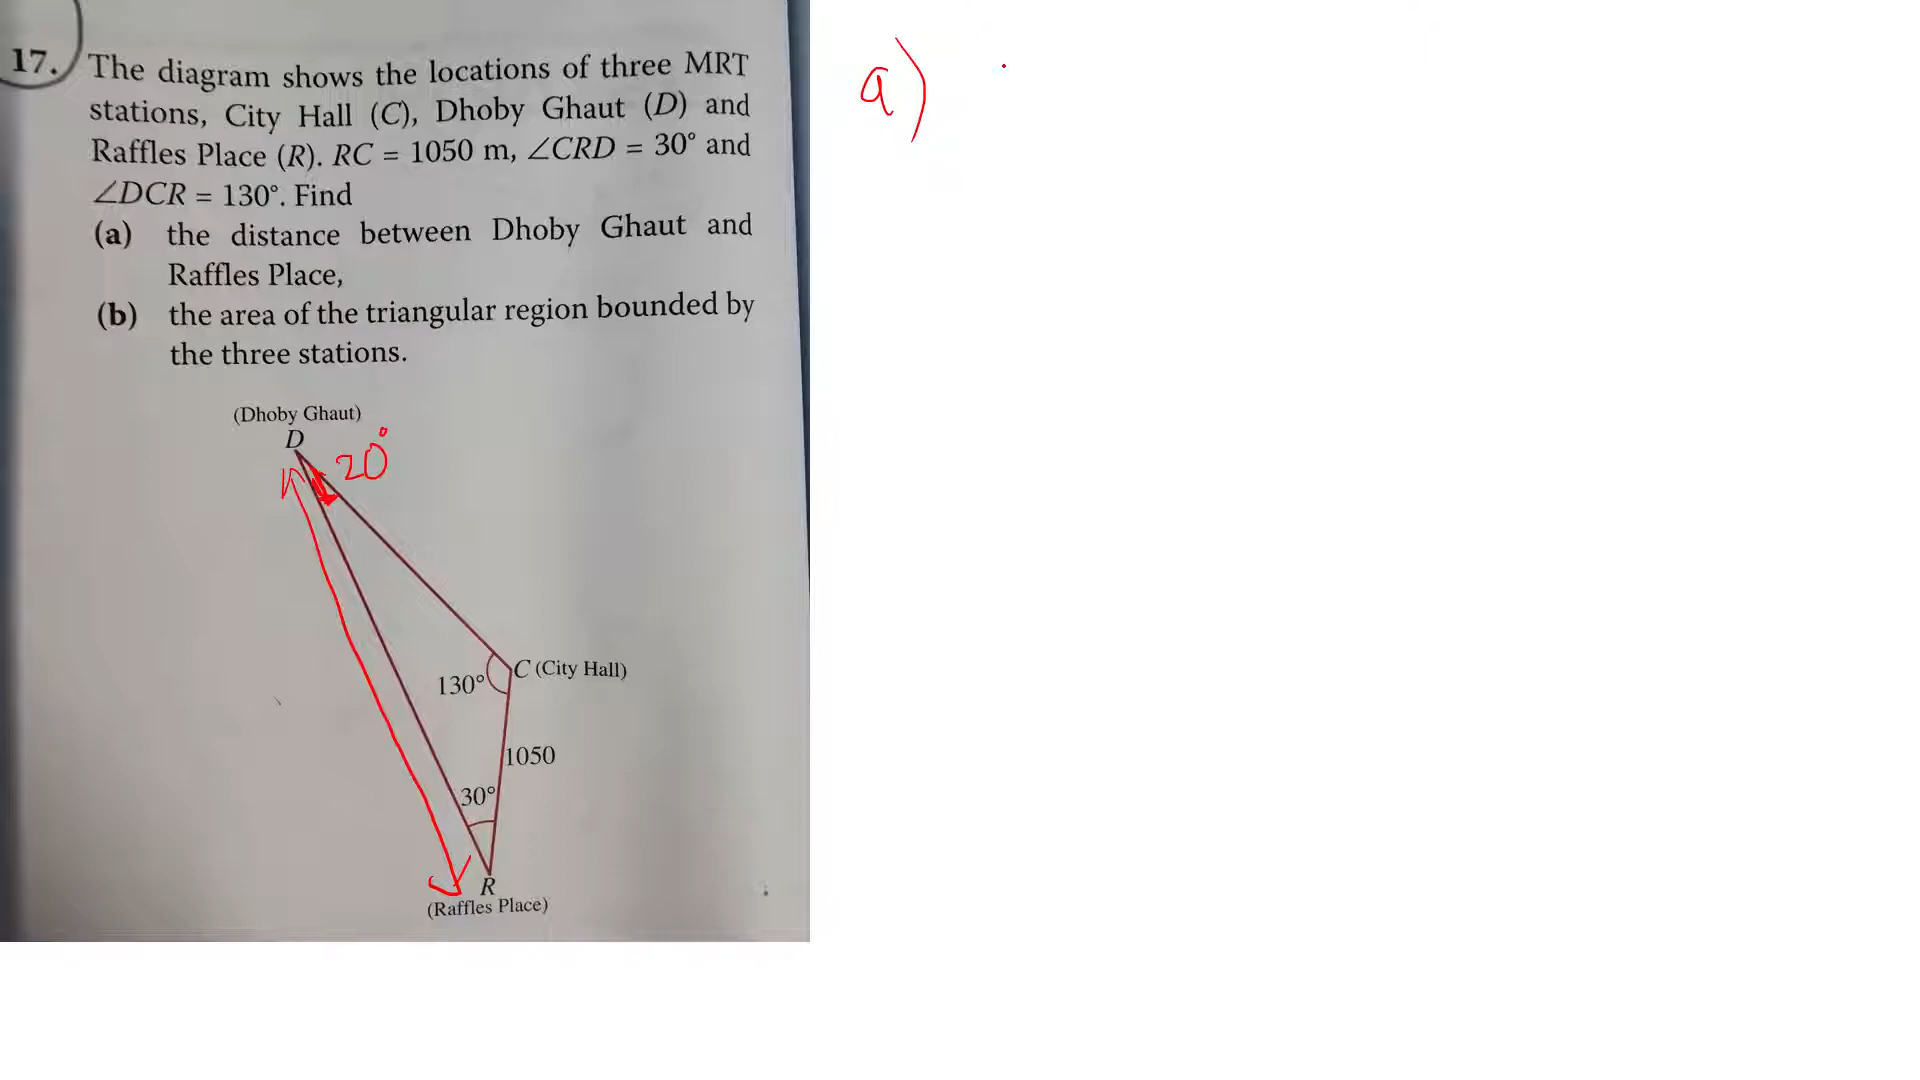 17. The diagram shows the locations of three MRT
stations, City Hall (C), Dhoby Ghaut (D) and
Raffles Place (R). RC = 1050 m, ∠CRD = 30° and
∠DCR = 130°. Find
(a) the distance between Dhoby Ghaut and
Raffles Place,
(b) the area of the triangular region bounded by
the three stations.
(Dhoby Ghaut)
D
20°
C (City Hall)
130°
1050
30°
R
(Raffles Place)
a)